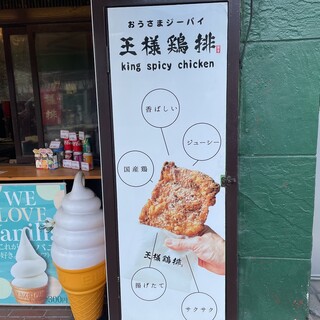 おうさまジーパイ
王様鶏排
king spicy chicken
香ばしい
ジューシー
国産鶏
王様鶏排
揚げたて
サクサク
WE
LOVE